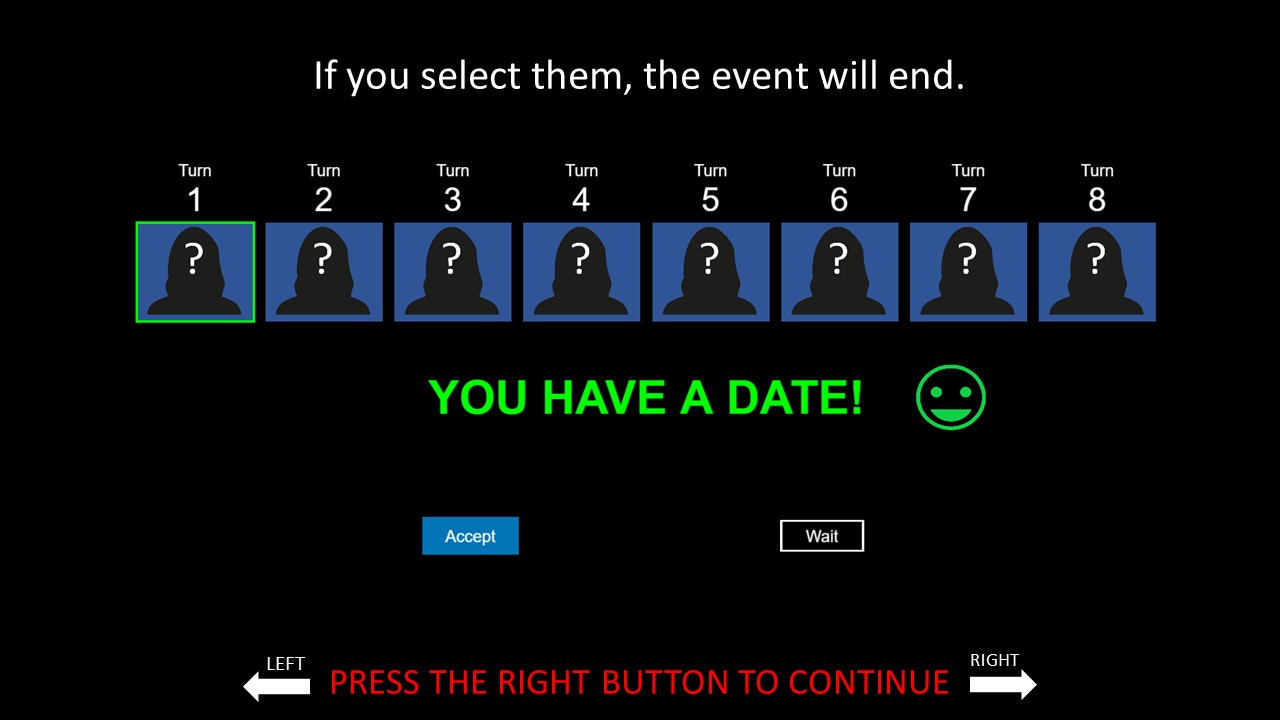 If you select them, the event will end.
Turn Turn Turn Turn Turn Turn Turn Turn
1 2 3 4 5 6 7 8
? ? ? ? ? ? ? ?
YOU HAVE A DATE!
Accept Wait
LEFT RIGHT
PRESS THE RIGHT BUTTON TO CONTINUE